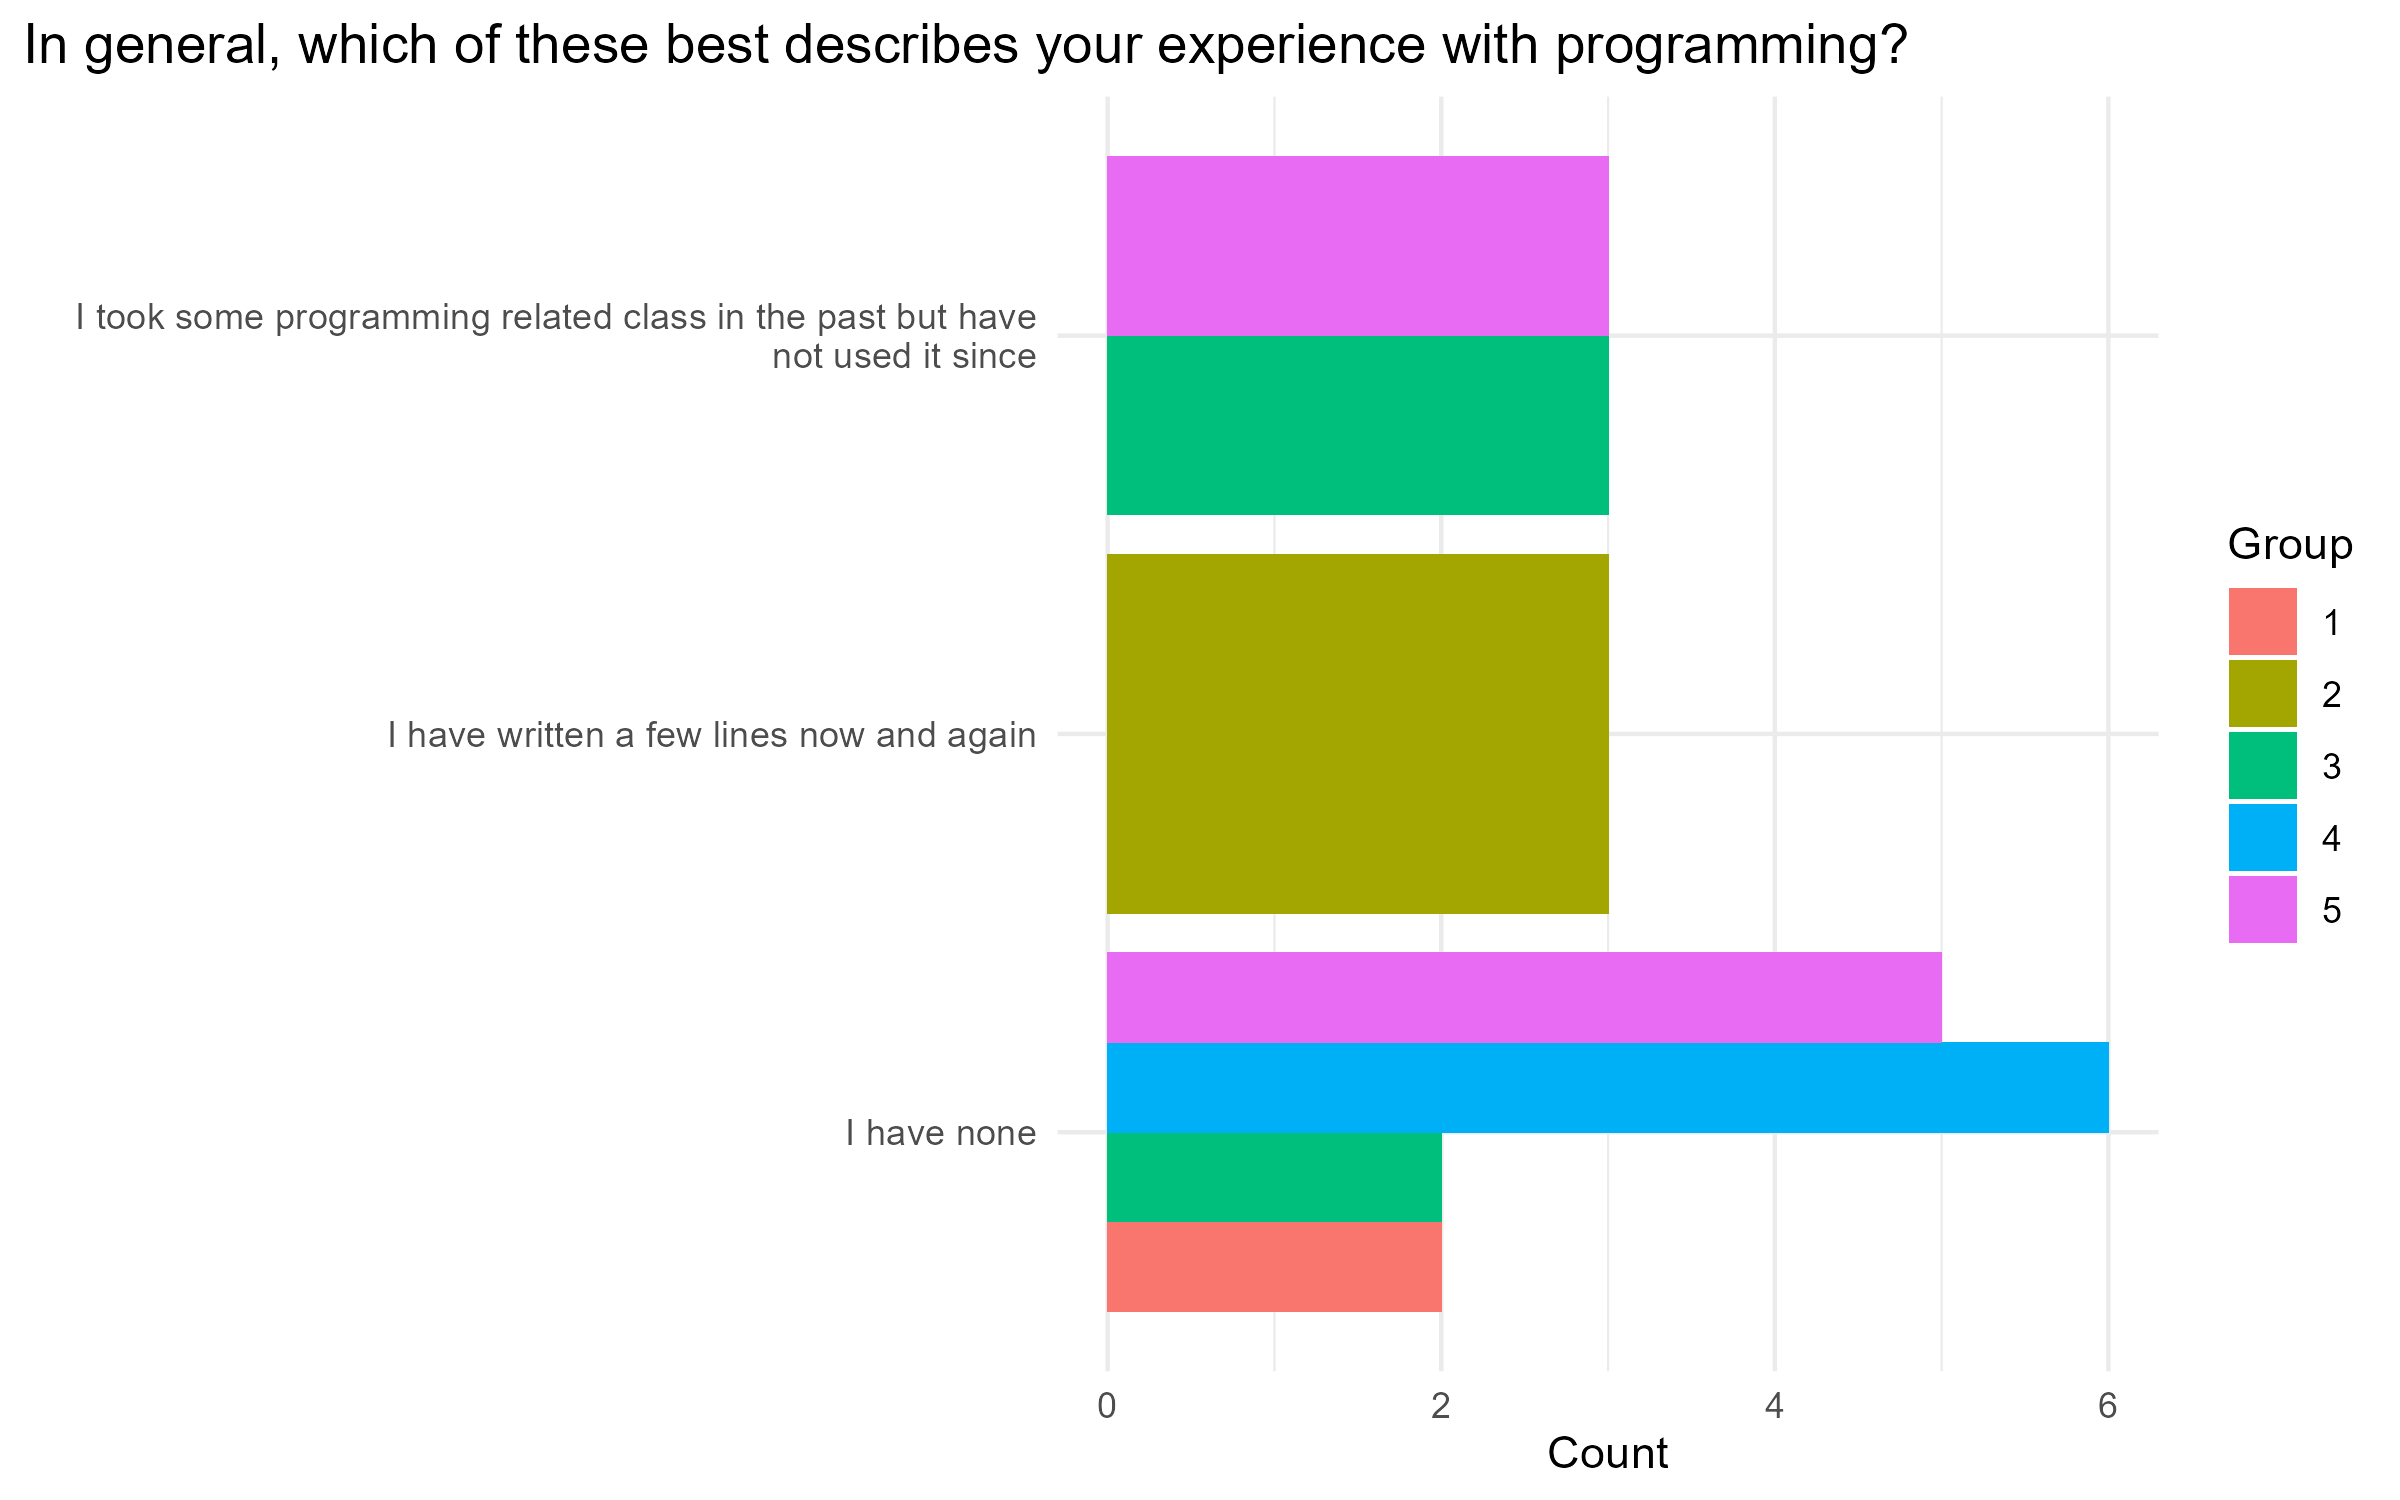 In general, which of these best describes your experience with programming?
I took some programming related class in the past but have
not used it since
I have written a few lines now and again
I have none
0
2
4
6
Count
Group
1
2
3
4
5